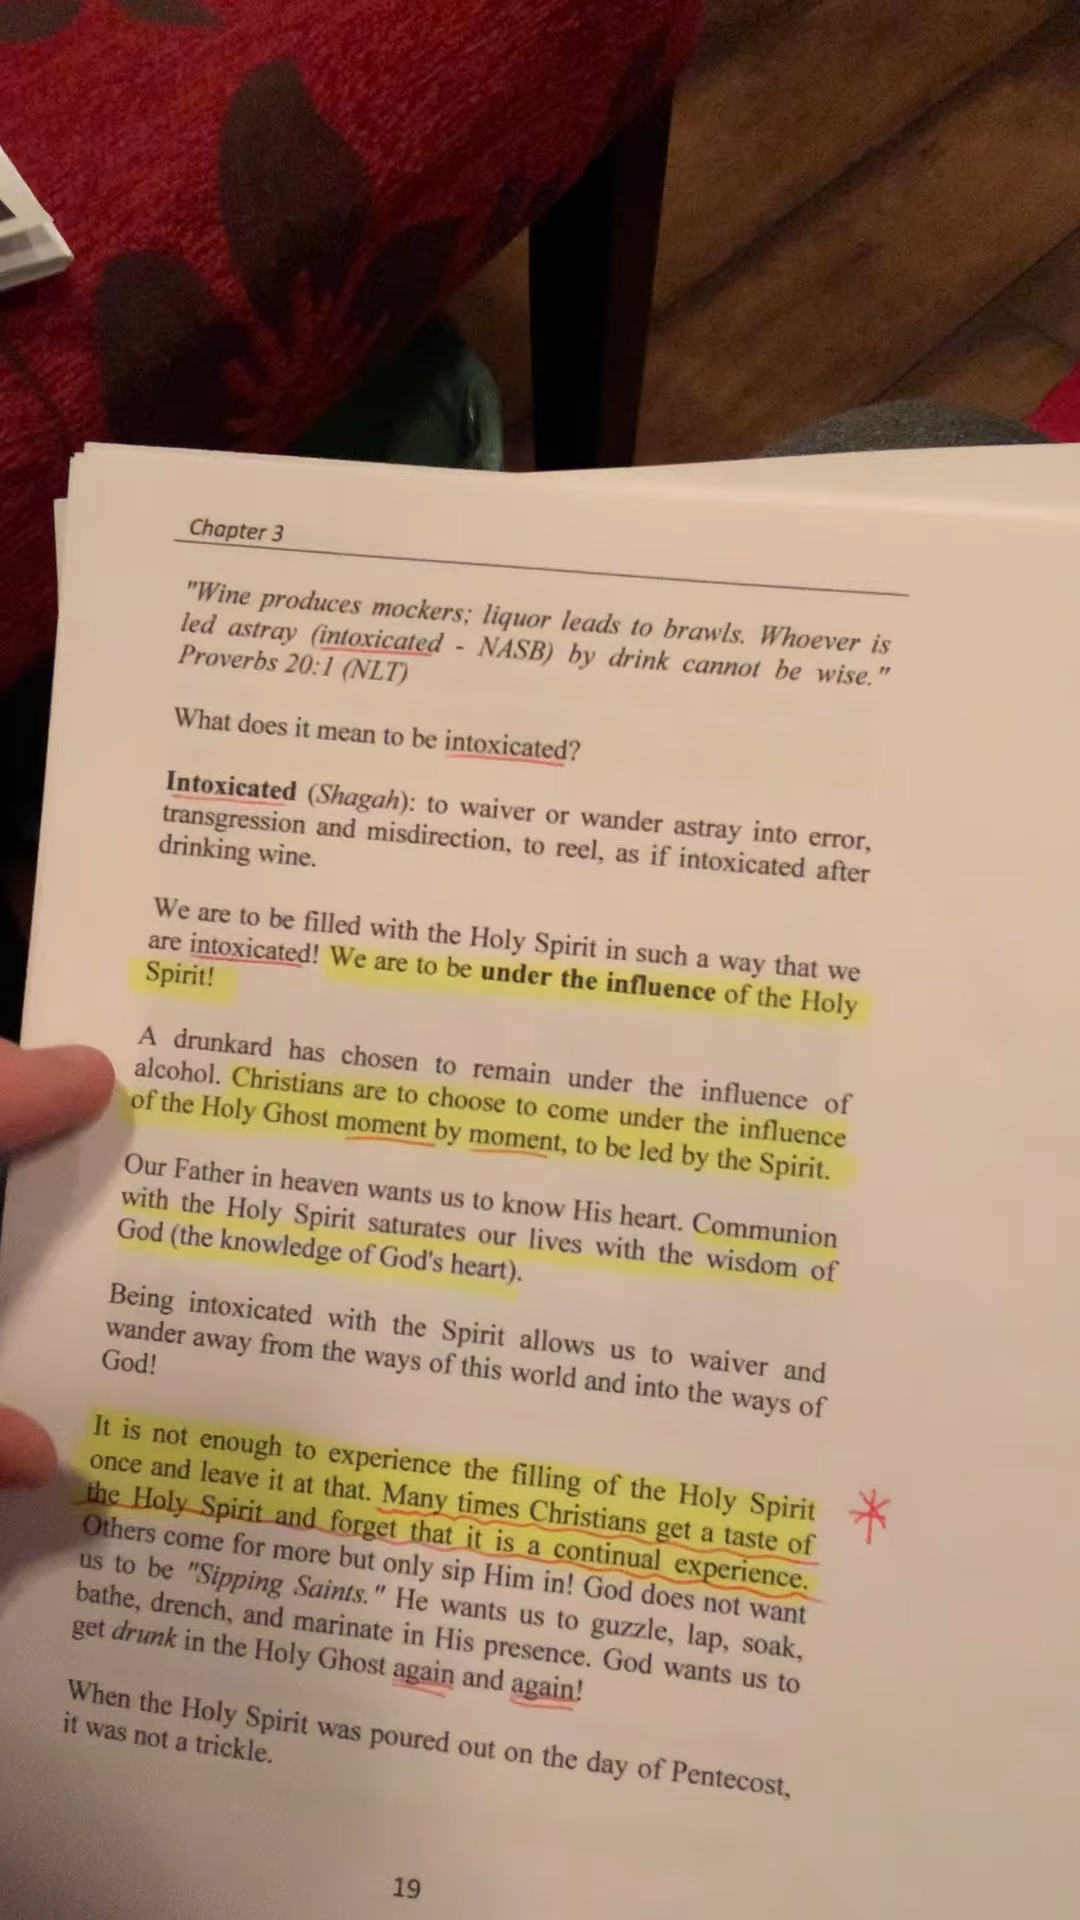 Chapter 3
"Wine produces mockers; liquor leads to brawls. Whoever is
led astray (intoxicated - NASB) by drink cannot be wise."
Proverbs 20:1 (NLT)
What does it mean to be intoxicated?
Intoxicated (Shagah): to waiver or wander astray into error,
transgression and misdirection, to reel, as if intoxicated after
drinking wine.
We are to be filled with the Holy Spirit in such a way that we
are intoxicated! We are to be under the influence of the Holy
Spirit!
A drunkard has chosen to remain under the influence of
alcohol. Christians are to choose to come under the influence
of the Holy Ghost moment by moment, to be led by the Spirit.
Our Father in heaven wants us to know His heart. Communion
with the Holy Spirit saturates our lives with the wisdom of
God (the knowledge of God's heart).
Being intoxicated with the Spirit allows us to waiver and
wander away from the ways of this world and into the ways of
God!
It is not enough to experience the filling of the Holy Spirit
once and leave it at that. Many times Christians get a taste of
the Holy Spirit and forget that it is a continual experience.
Others come for more but only sip Him in! God does not want
us to be "Sipping Saints." He wants us to guzzle, lap, soak,
bathe, drench, and marinate in His presence. God wants us to
get drunk in the Holy Ghost again and again!
When the Holy Spirit was poured out on the day of Pentecost,
it was not a trickle.
19